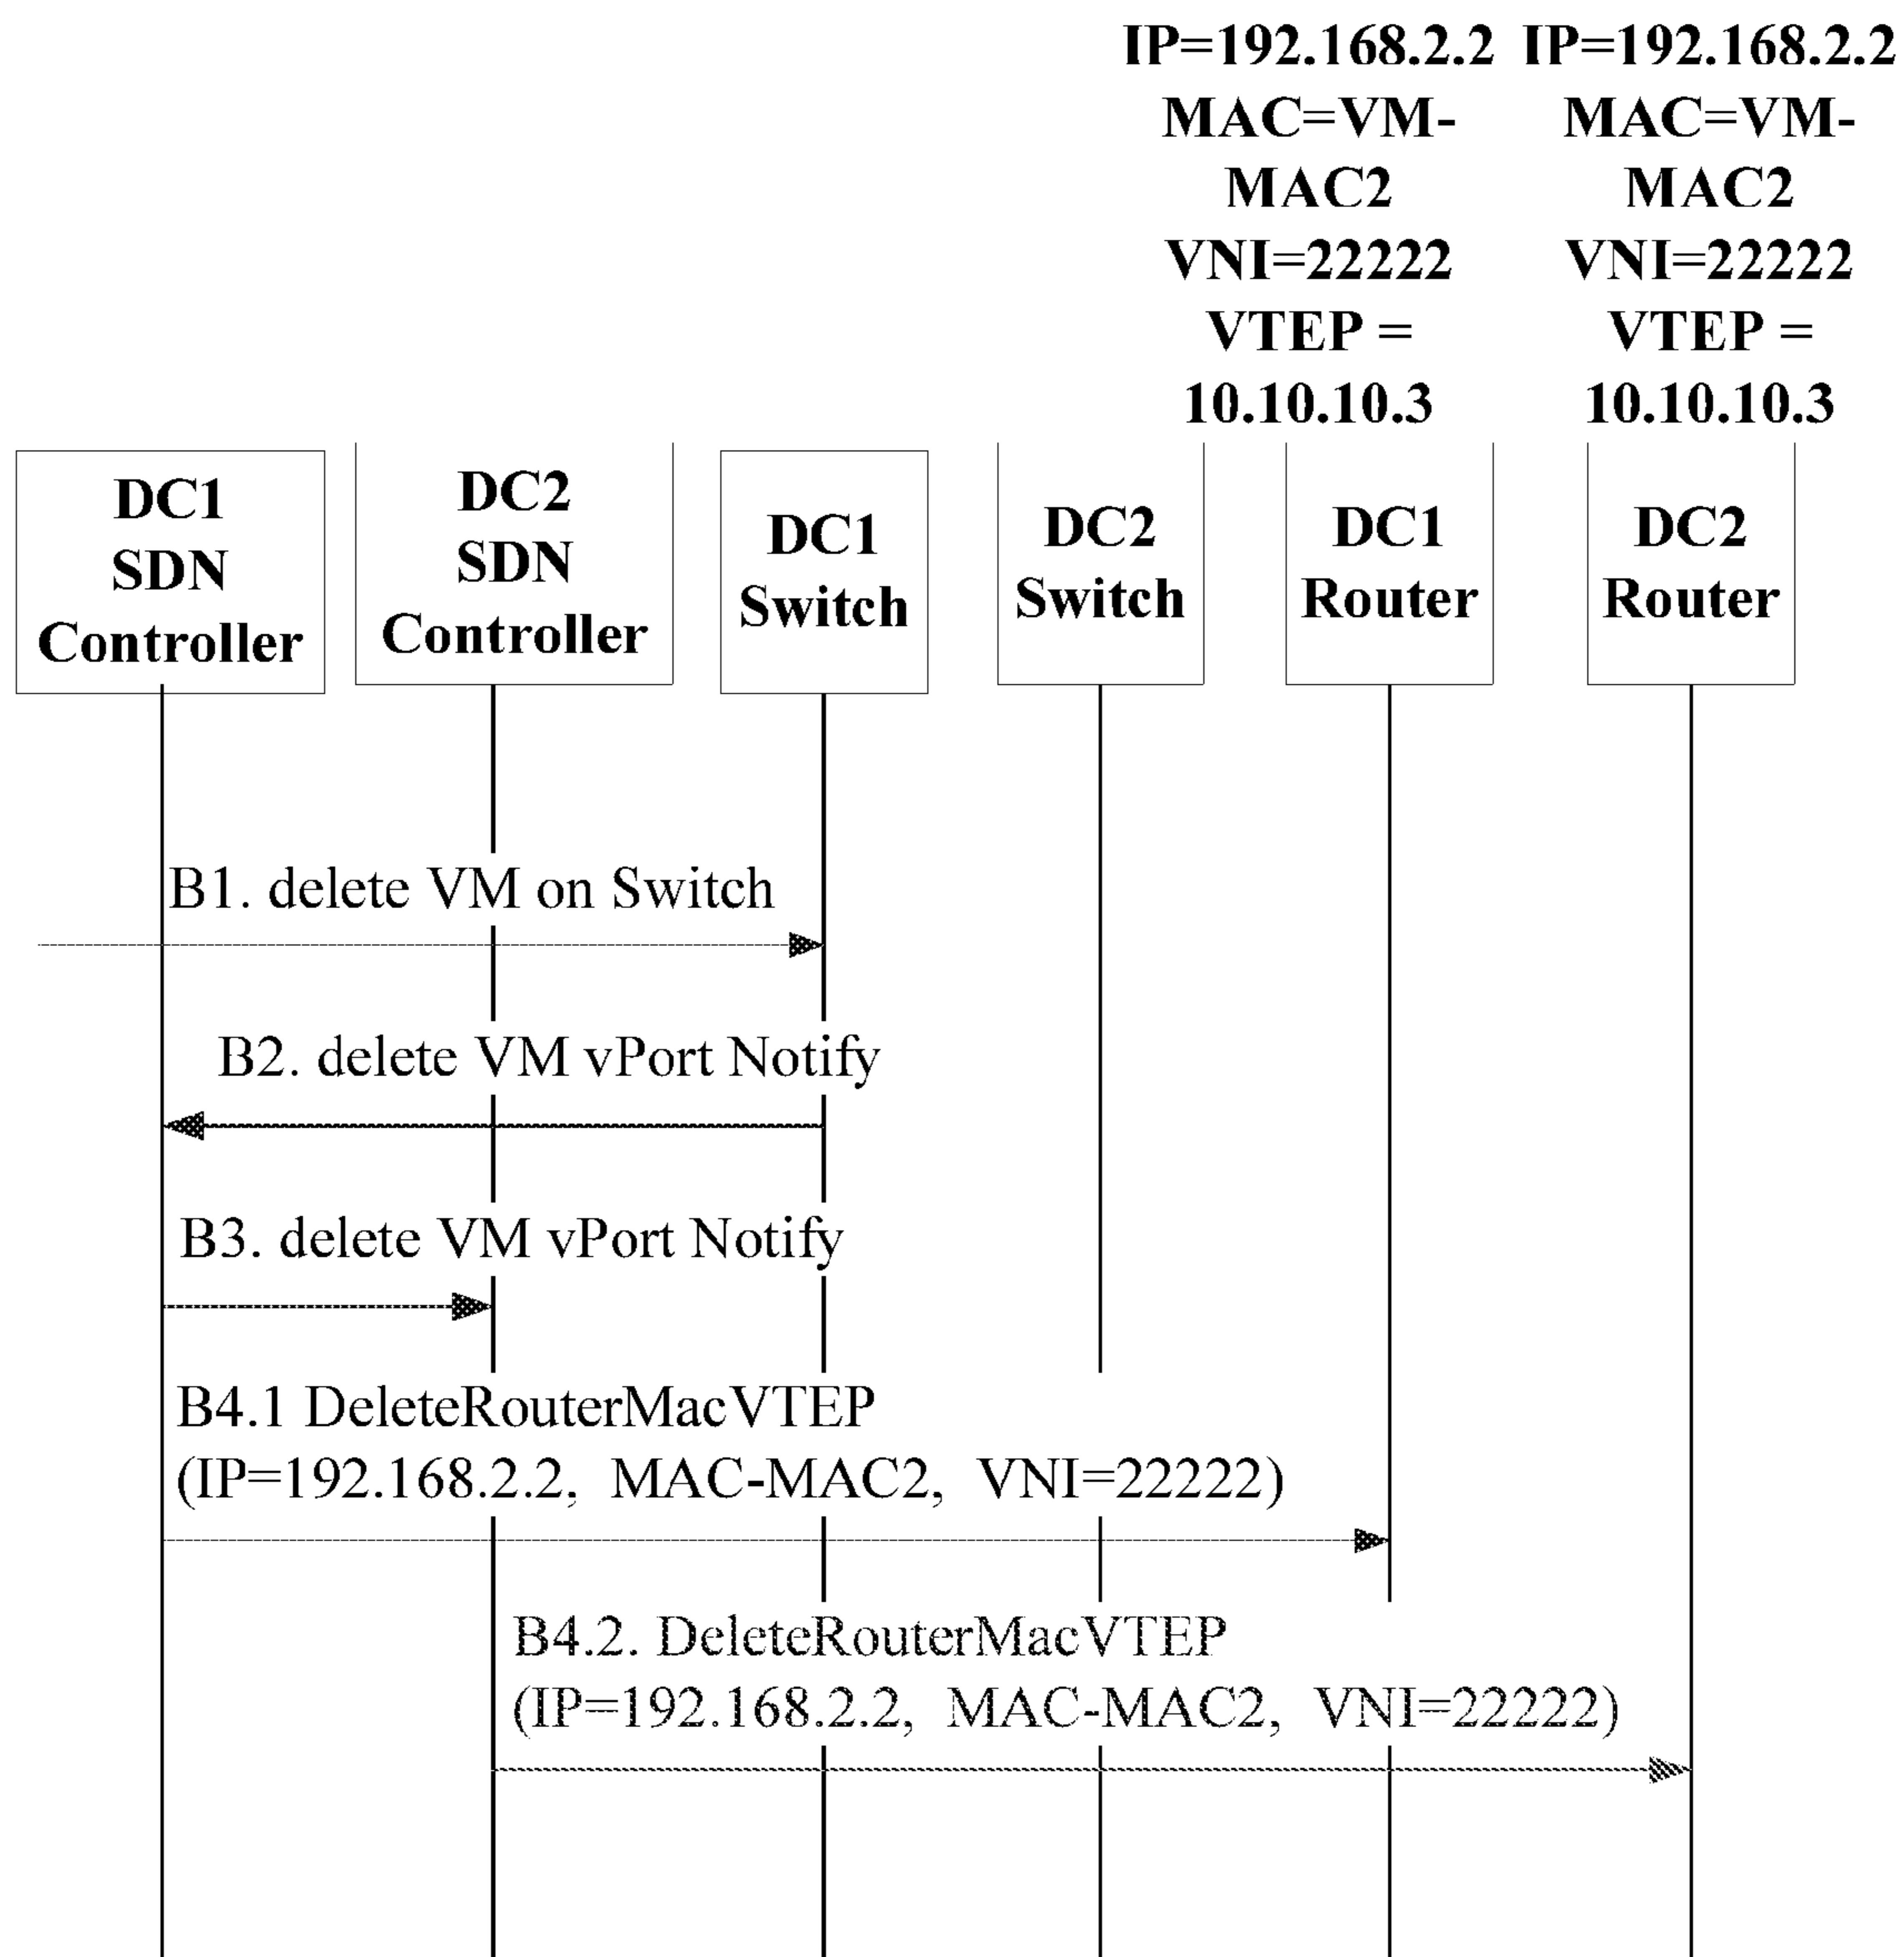 IP=192.168.2.2
MAC=VM-
MAC2
VNI=22222
VTEP =
10.10.10.3
IP=192.168.2.2
MAC=VM-
MAC2
VNI=22222
VTEP =
10.10.10.3
DC1
SDN
Controller
DC2
SDN
Controller
DC1
Switch
DC2
Switch
DC1
Router
DC2
Router
B1. delete VM on Switch
B2. delete VM vPort Notify
B3. delete VM vPort Notify
B4.1 DeleteRouterMacVTEP
(IP=192.168.2.2, MAC-MAC2, VNI=22222)
B4.2. DeleteRouterMacVTEP
(IP=192.168.2.2, MAC-MAC2, VNI=22222)